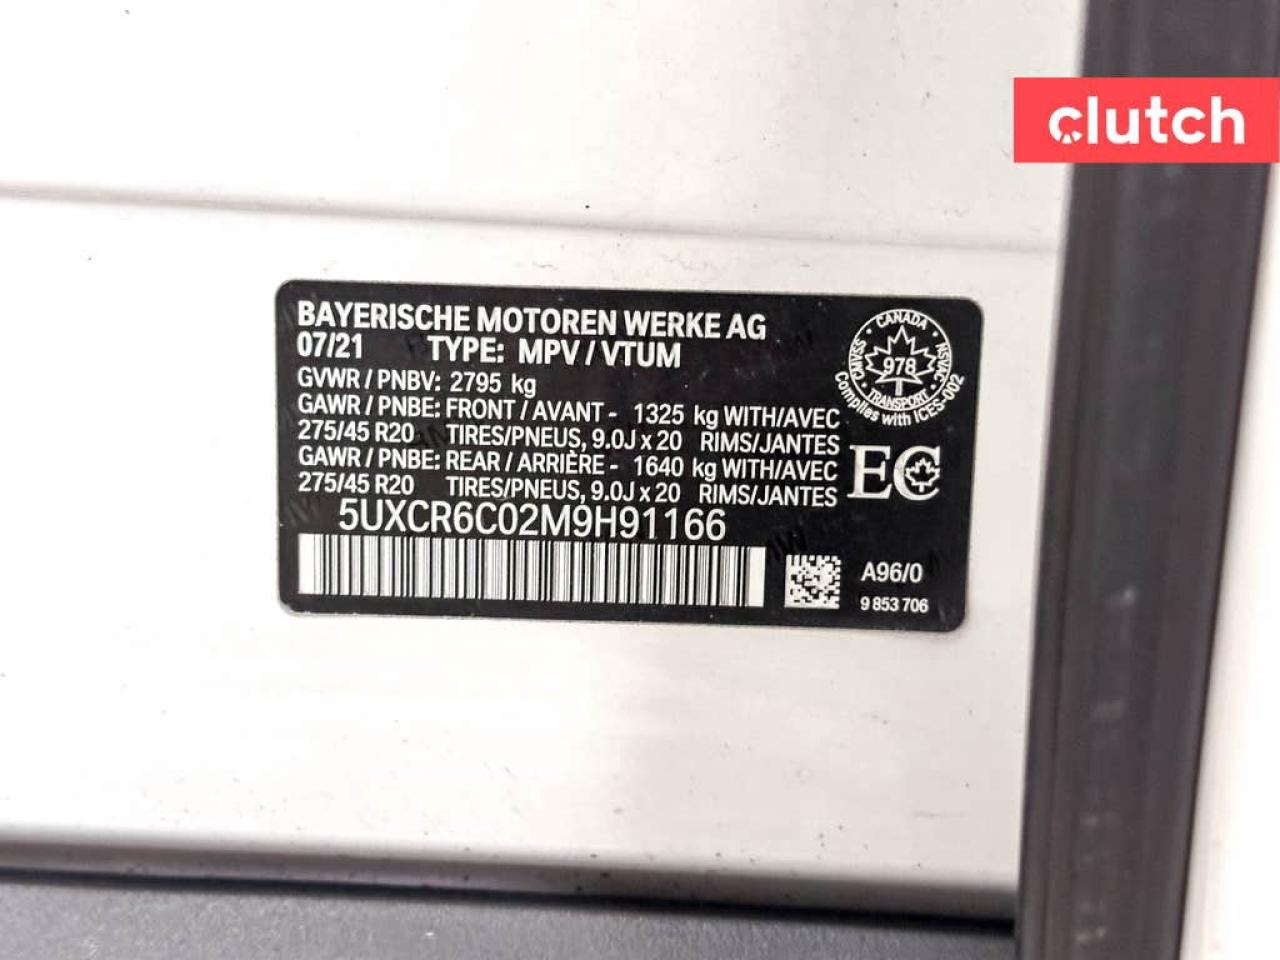 clutch
BAYERISCHE MOTOREN WERKE AG
07/21 TYPE: MPV / VTUM
GVWR / PNBV: 2795 kg
GAWR / PNBE: FRONT / AVANT - 1325 kg WITH/AVEC
275/45 R20 TIRES/PNEUS, 9.0J x 20 RIMS/JANTES
GAWR / PNBE: REAR / ARRIÈRE - 1640 kg WITH/AVEC
275/45 R20 TIRES/PNEUS, 9.0J x 20 RIMS/JANTES
5UXCR6C02M9H91166
CANADA
CMVSS
978
NSVAC
TRANSPORT
Complies with ICES-002
EC
A96/0
9 853 706